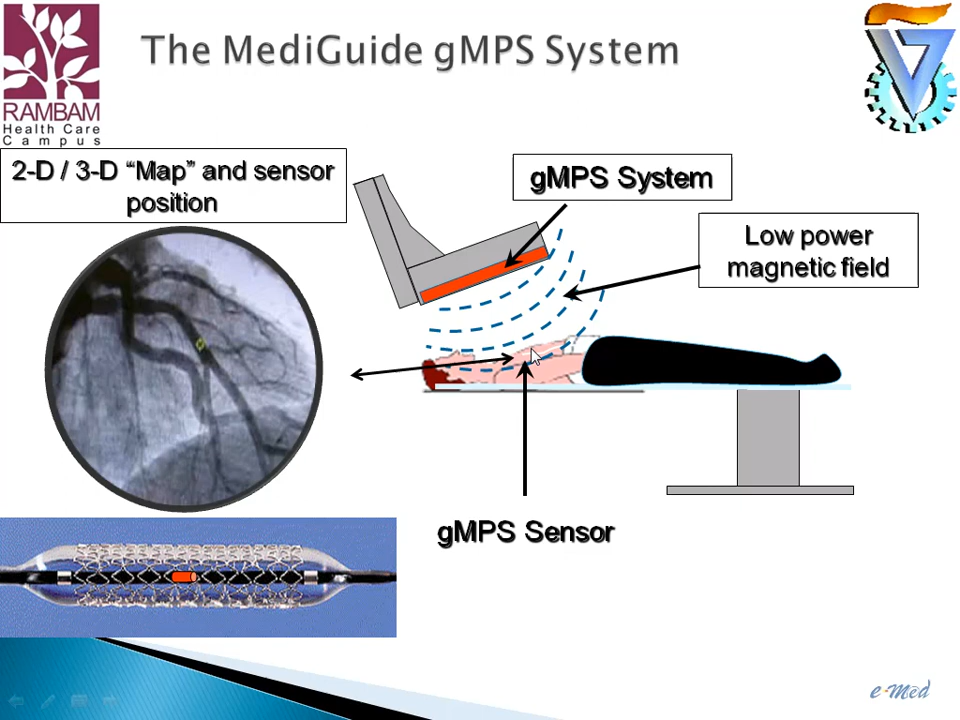 The MediGuide gMPS System
RAMBAM
Health Care
Campus
2-D / 3-D “Map” and sensor
position
gMPS System
Low power
magnetic field
gMPS Sensor
e-Med